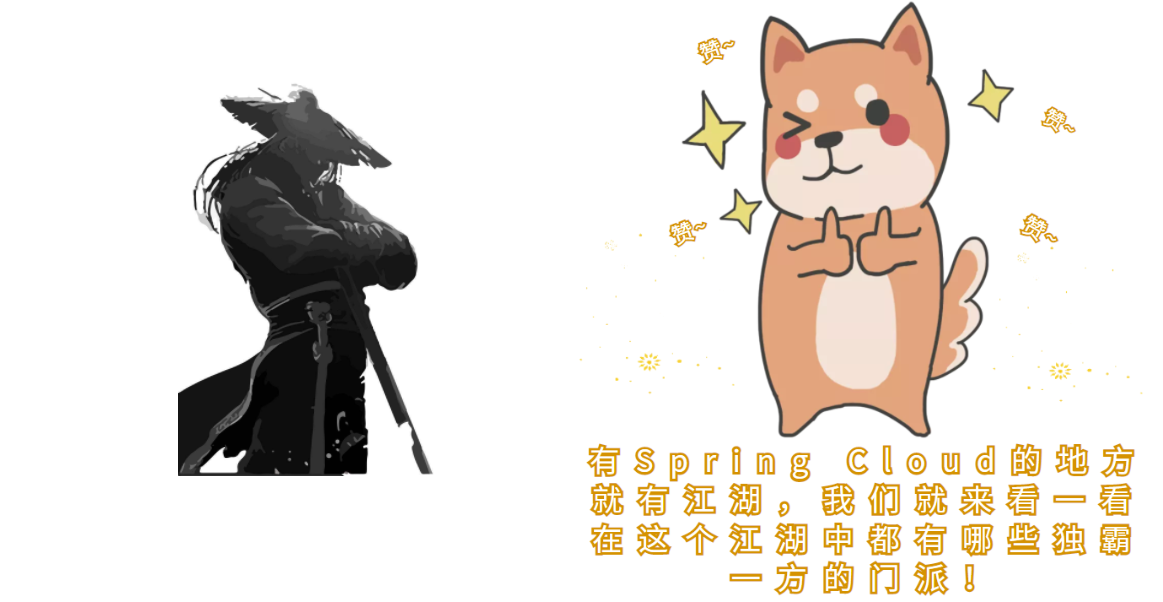 赞~
赞~
赞~
赞~
有Spring Cloud的地方
就有江湖，我们就来看一看
在这个江湖中都有哪些独霸
一方的门派！